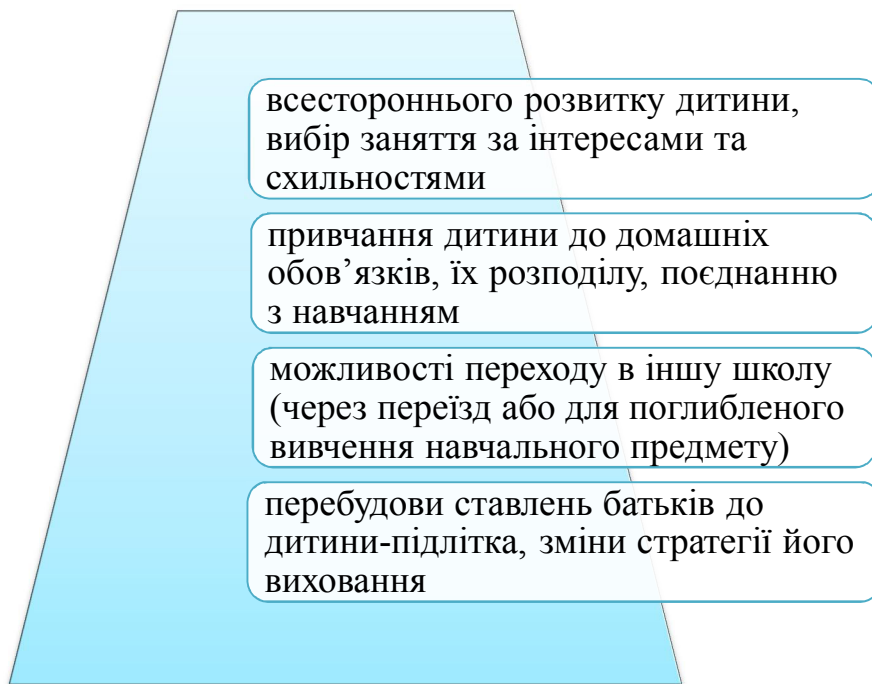 всестороннього розвитку дитини,
вибір заняття за інтересами та
схильностями
привчання дитини до домашніх
обов’язків, їх розподілу, поєднанню
з навчанням
можливості переходу в іншу школу
(через переїзд або для поглибленого
вивчення навчального предмету)
перебудови ставлень батьків до
дитини-підлітка, зміни стратегії його
виховання